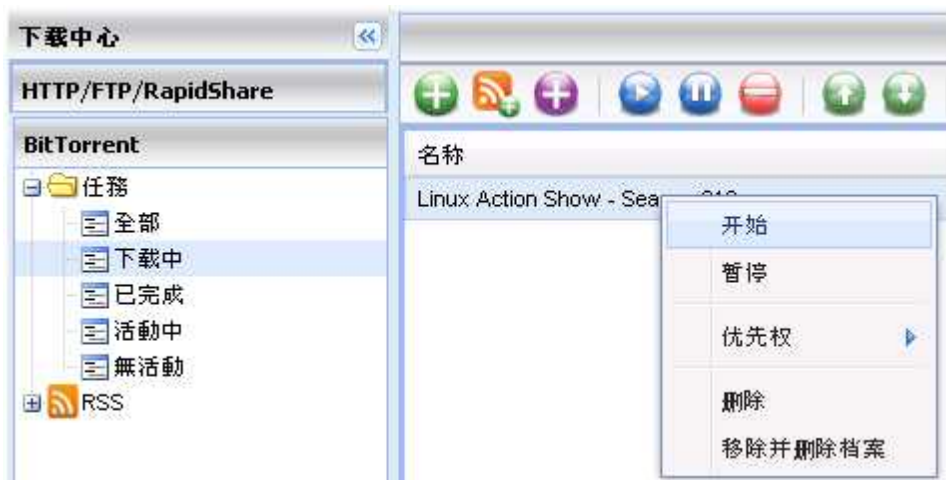 下载中心
HTTP/FTP/RapidShare
BitTorrent
任務
全部
下载中
已完成
活動中
無活動
RSS
名称
Linux Action Show - Sea
开始
暂停
优先权
删除
移除并删除档案